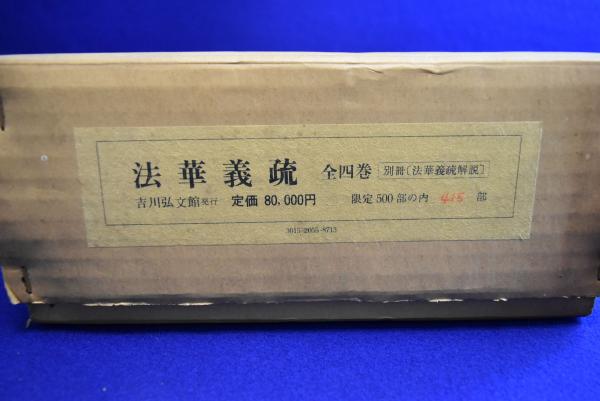 法華義疏 全四巻 別冊〔法華義疏解説〕
吉川弘文館発行 定価 80,000円 限定500部の内 415 部
3015-2055-8713